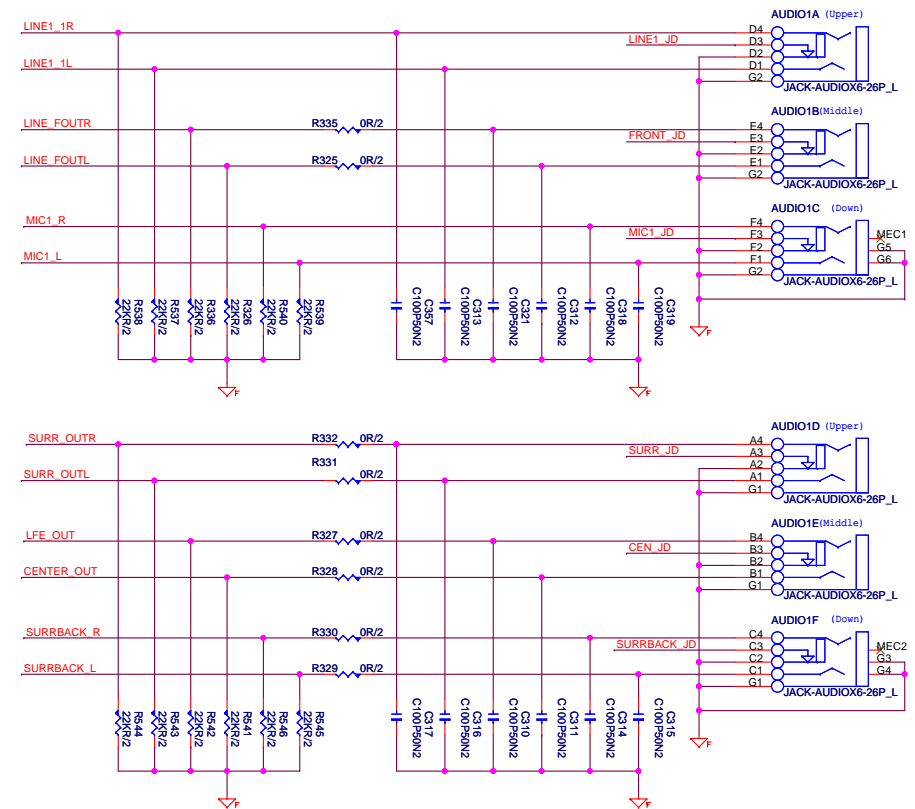 AUDIO1A (Upper)
LINE1_1R
D4
LINE1_JD
D3
D2
LINE1_1L
D1
G2
JACK-AUDIOX6-26P_L
AUDIO1B (Middle)
LINE_FOUTR
R335 0R/2
E4
FRONT_JD
E3
E2
LINE_FOUTL
R325 0R/2
E1
G2
JACK-AUDIOX6-26P_L
AUDIO1C (Down)
MIC1_R
F4
MIC1_JD
F3
MEC1
F2
G5
MIC1_L
F1
G6
G2
JACK-AUDIOX6-26P_L
R538
22KR/2
R537
22KR/2
R336
22KR/2
R326
22KR/2
R540
22KR/2
R539
22KR/2
C357
C100P50N2
C313
C100P50N2
C321
C100P50N2
C312
C100P50N2
C318
C100P50N2
C319
C100P50N2
F
F
F
AUDIO1D (Upper)
SURR_OUTR
R332 0R/2
A4
SURR_JD
A3
A2
SURR_OUTL
R331 0R/2
A1
G1
JACK-AUDIOX6-26P_L
AUDIO1E (Middle)
LFE_OUT
R327 0R/2
B4
CEN_JD
B3
B2
CENTER_OUT
R328 0R/2
B1
G1
JACK-AUDIOX6-26P_L
AUDIO1F (Down)
SURRBACK_R
R330 0R/2
C4
SURRBACK_JD
C3
MEC2
C2
G3
SURRBACK_L
R329 0R/2
C1
G4
G1
JACK-AUDIOX6-26P_L
R544
22KR/2
R543
22KR/2
R542
22KR/2
R541
22KR/2
R546
22KR/2
R545
22KR/2
C317
C100P50N2
C316
C100P50N2
C310
C100P50N2
C311
C100P50N2
C314
C100P50N2
C315
C100P50N2
F
F
F